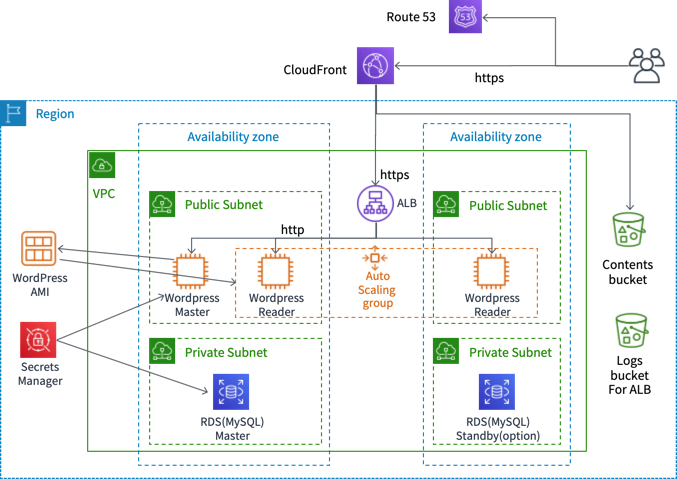 Route 53
53
CloudFront
https
Region
Availability zone
Availability zone
VPC
https
ALB
Public Subnet
Public Subnet
http
WordPress
AMI
Wordpress
Master
Wordpress
Reader
Auto
Scaling
group
Wordpress
Reader
Contents
bucket
Secrets
Manager
Private Subnet
Private Subnet
RDS(MySQL)
Master
RDS(MySQL)
Standby(option)
Logs
bucket
For ALB